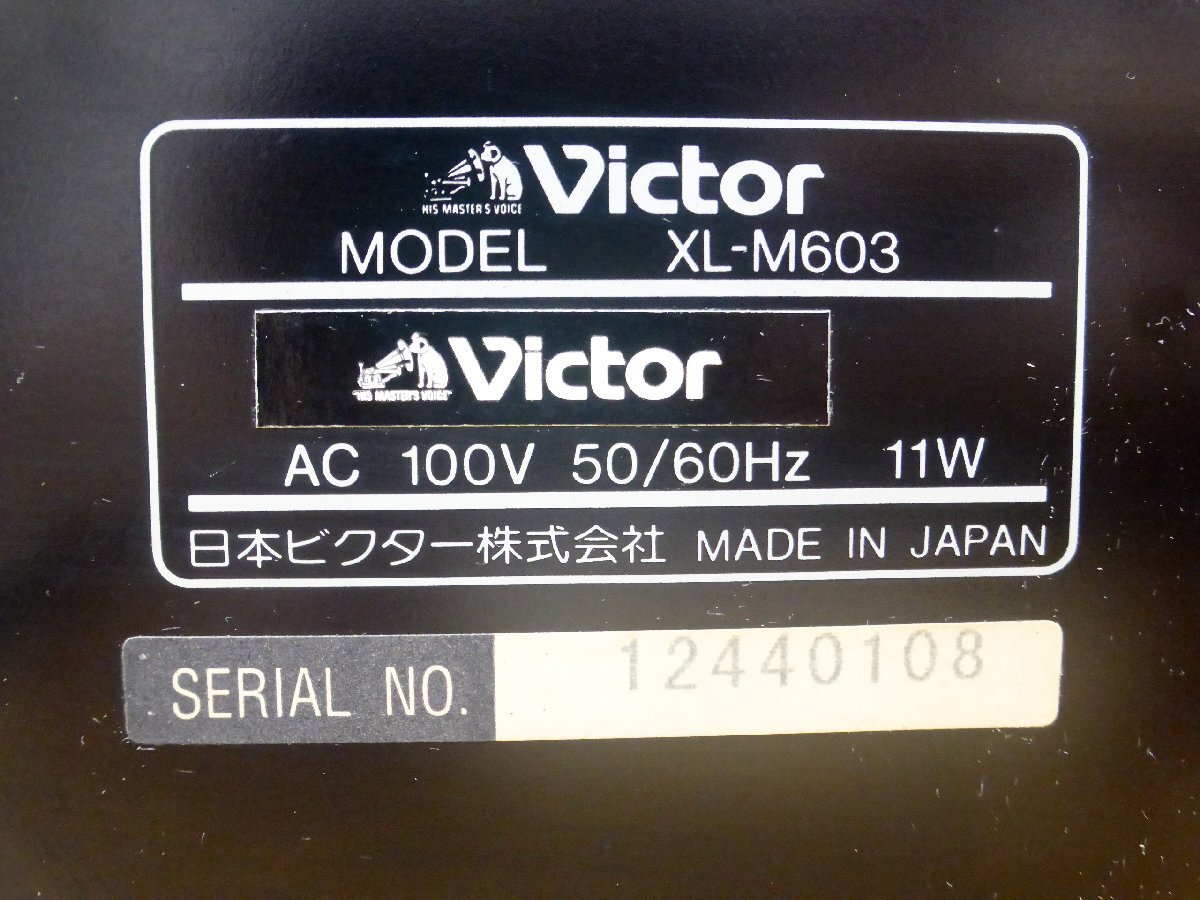 Victor
HIS MASTER'S VOICE
MODEL XL-M603
Victor
"HIS MASTER'S VOICE"
AC 100V 50/60Hz 11W
日本ビクター株式会社 MADE IN JAPAN
SERIAL NO. 12440108